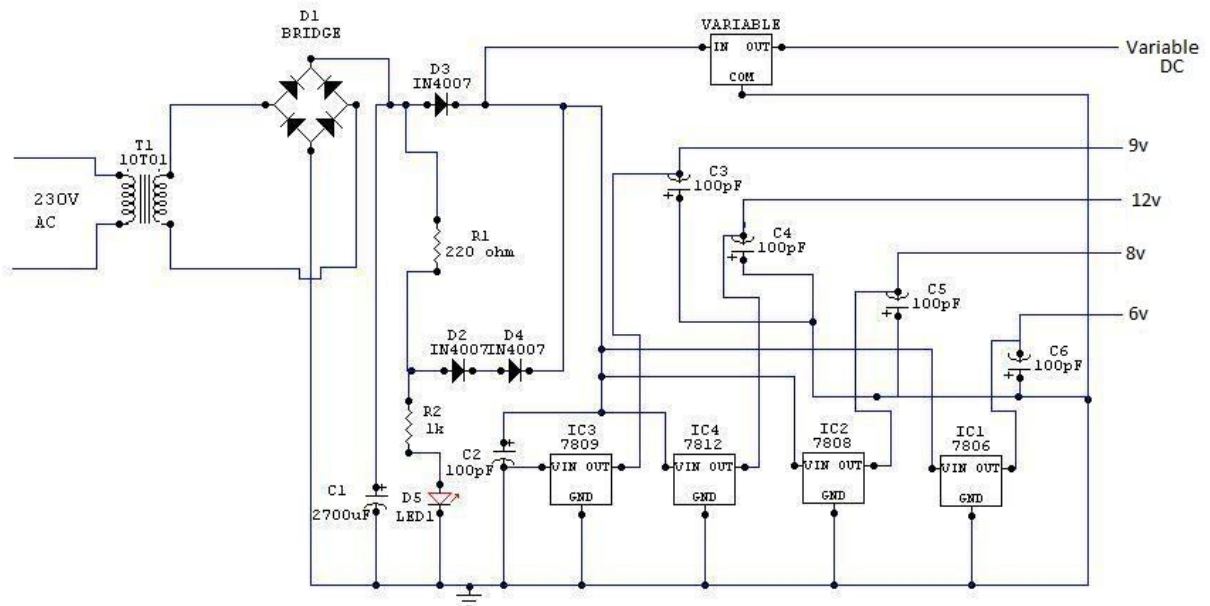 D1
BRIDGE
VARIABLE
IN OUT
COM
Variable
DC
D3
IN4007
T1
10T01
230V
AC
9v
C3
100pF
+
12v
C4
100pF
+
R1
220 ohm
8v
C5
100pF
+
6v
C6
100pF
+
D2
IN4007
D4
IN4007
R2
1k
C2
100pF
+
IC3
7809
VIN OUT
GND
IC4
7812
VIN OUT
GND
IC2
7808
VIN OUT
GND
IC1
7806
VIN OUT
GND
C1
2700uF
+
D5
LED1